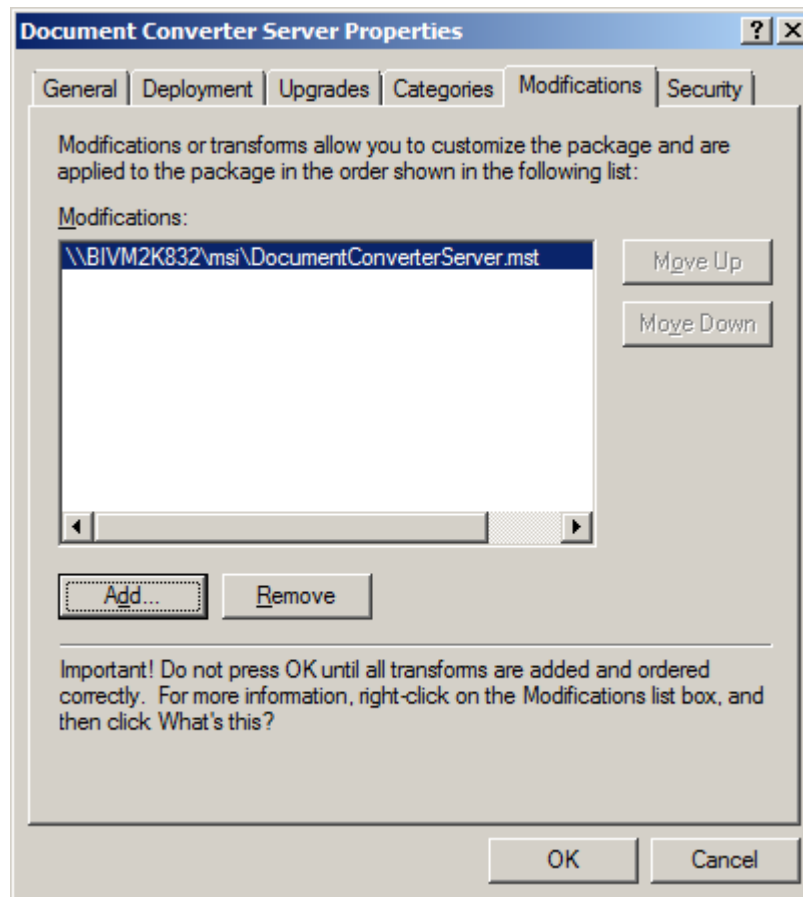 Document Converter Server Properties
General Deployment Upgrades Categories Modifications Security
Modifications or transforms allow you to customize the package and are
applied to the package in the order shown in the following list:
Modifications:
\\BIVM2K832\msi\DocumentConverterServer.mst
Move Up
Move Down
Add... Remove
Important! Do not press OK until all transforms are added and ordered
correctly. For more information, right-click on the Modifications list box, and
then click What's this?
OK Cancel